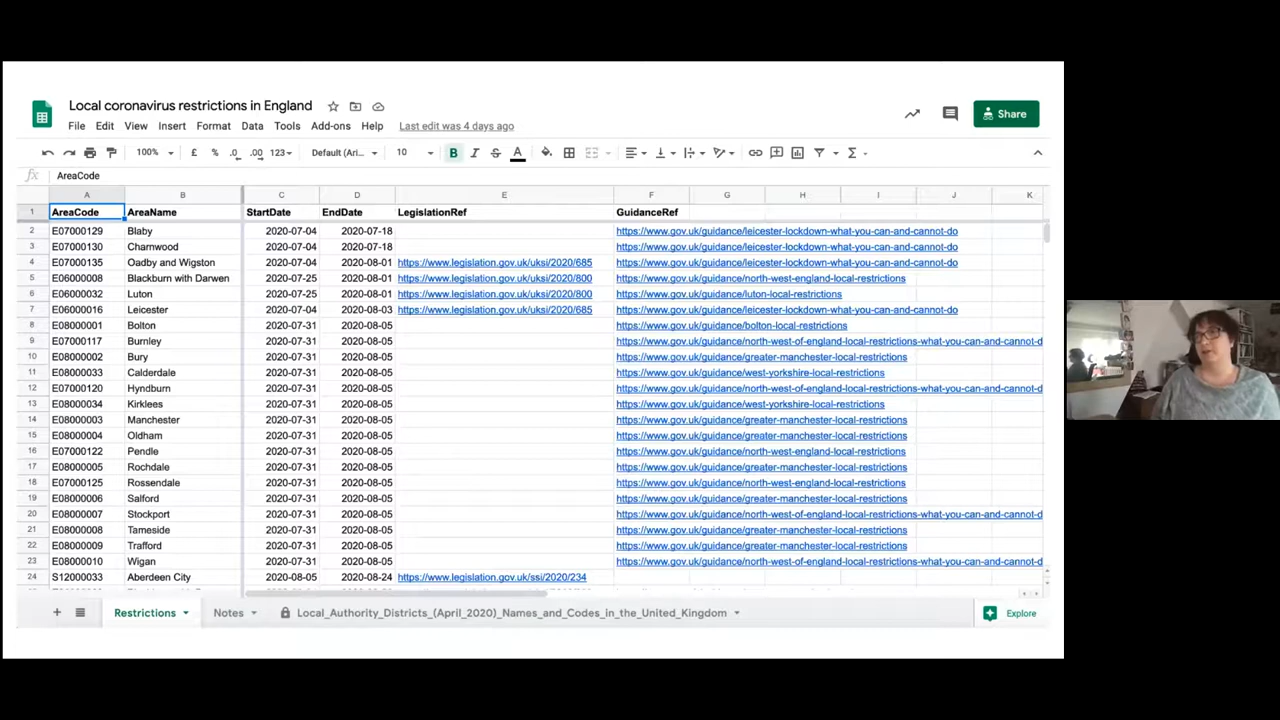 Local coronavirus restrictions in England
File Edit View Insert Format Data Tools Add-ons Help Last edit was 4 days ago
Share
100% £ % .0 .00 123 Default (Ari... 10 B I S A
fx AreaCode
A B C D E F G H I J K
1 AreaCode AreaName StartDate EndDate LegislationRef GuidanceRef
2 E07000129 Blaby 2020-07-04 2020-07-18 https://www.gov.uk/guidance/leicester-lockdown-what-you-can-and-cannot-do
3 E07000130 Charnwood 2020-07-04 2020-07-18 https://www.gov.uk/guidance/leicester-lockdown-what-you-can-and-cannot-do
4 E07000135 Oadby and Wigston 2020-07-04 2020-08-01 https://www.legislation.gov.uk/uksi/2020/685 https://www.gov.uk/guidance/leicester-lockdown-what-you-can-and-cannot-do
5 E06000008 Blackburn with Darwen 2020-07-25 2020-08-01 https://www.legislation.gov.uk/uksi/2020/800 https://www.gov.uk/guidance/north-west-england-local-restrictions
6 E06000032 Luton 2020-07-25 2020-08-01 https://www.legislation.gov.uk/uksi/2020/800 https://www.gov.uk/guidance/luton-local-restrictions
7 E06000016 Leicester 2020-07-04 2020-08-03 https://www.legislation.gov.uk/uksi/2020/685 https://www.gov.uk/guidance/leicester-lockdown-what-you-can-and-cannot-do
8 E08000001 Bolton 2020-07-31 2020-08-05 https://www.gov.uk/guidance/bolton-local-restrictions
9 E07000117 Burnley 2020-07-31 2020-08-05 https://www.gov.uk/guidance/north-west-of-england-local-restrictions-what-you-can-and-cannot-d
10 E08000002 Bury 2020-07-31 2020-08-05 https://www.gov.uk/guidance/greater-manchester-local-restrictions
11 E08000033 Calderdale 2020-07-31 2020-08-05 https://www.gov.uk/guidance/west-yorkshire-local-restrictions
12 E07000120 Hyndburn 2020-07-31 2020-08-05 https://www.gov.uk/guidance/north-west-of-england-local-restrictions-what-you-can-and-cannot-d
13 E08000034 Kirklees 2020-07-31 2020-08-05 https://www.gov.uk/guidance/west-yorkshire-local-restrictions
14 E08000003 Manchester 2020-07-31 2020-08-05 https://www.gov.uk/guidance/greater-manchester-local-restrictions
15 E08000004 Oldham 2020-07-31 2020-08-05 https://www.gov.uk/guidance/greater-manchester-local-restrictions
16 E07000122 Pendle 2020-07-31 2020-08-05 https://www.gov.uk/guidance/north-west-england-local-restrictions
17 E08000005 Rochdale 2020-07-31 2020-08-05 https://www.gov.uk/guidance/greater-manchester-local-restrictions
18 E07000125 Rossendale 2020-07-31 2020-08-05 https://www.gov.uk/guidance/north-west-england-local-restrictions
19 E08000006 Salford 2020-07-31 2020-08-05 https://www.gov.uk/guidance/greater-manchester-local-restrictions
20 E08000007 Stockport 2020-07-31 2020-08-05 https://www.gov.uk/guidance/north-west-of-england-local-restrictions-what-you-can-and-cannot-d
21 E08000008 Tameside 2020-07-31 2020-08-05 https://www.gov.uk/guidance/greater-manchester-local-restrictions
22 E08000009 Trafford 2020-07-31 2020-08-05 https://www.gov.uk/guidance/greater-manchester-local-restrictions
23 E08000010 Wigan 2020-07-31 2020-08-05 https://www.gov.uk/guidance/north-west-of-england-local-restrictions-what-you-can-and-cannot-d
24 S12000033 Aberdeen City 2020-08-05 2020-08-24 https://www.legislation.gov.uk/ssi/2020/234
Restrictions Notes Local_Authority_Districts_(April_2020)_Names_and_Codes_in_the_United_Kingdom Explore